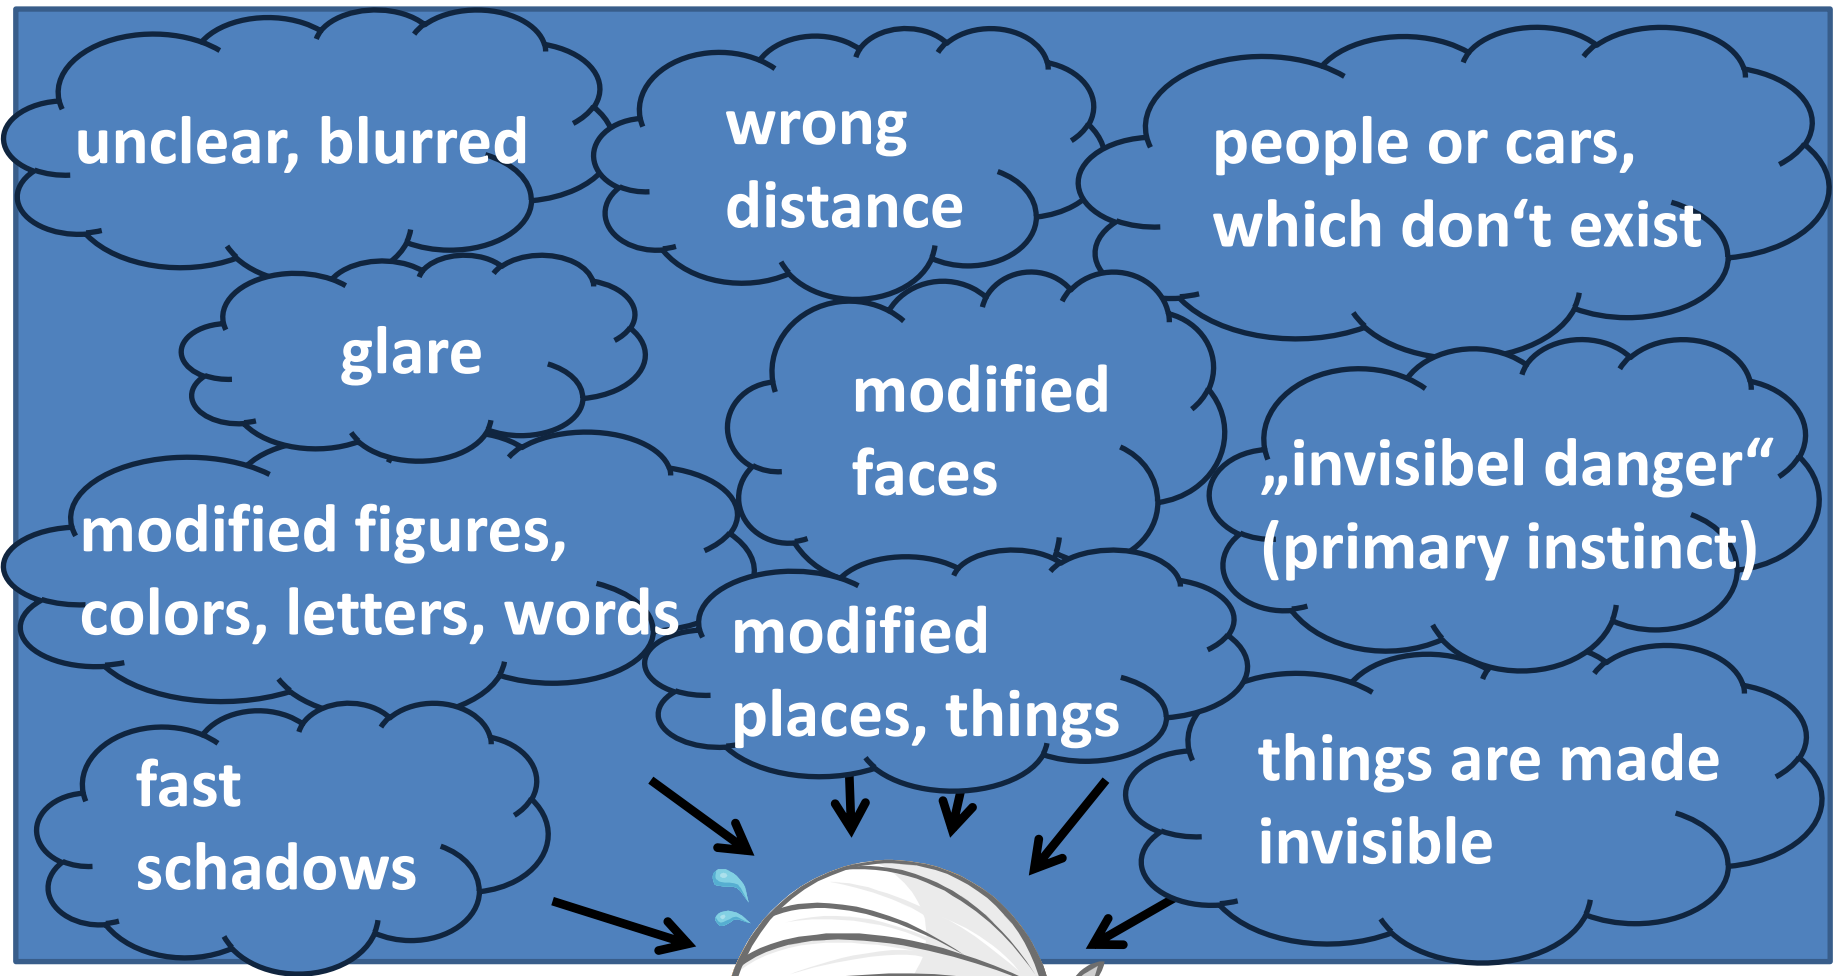 unclear, blurred
wrong
distance
people or cars,
which don‘t exist
glare
modified
faces
„invisibel danger“
(primary instinct)
modified figures,
colors, letters, words
modified
places, things
fast
schadows
things are made
invisible